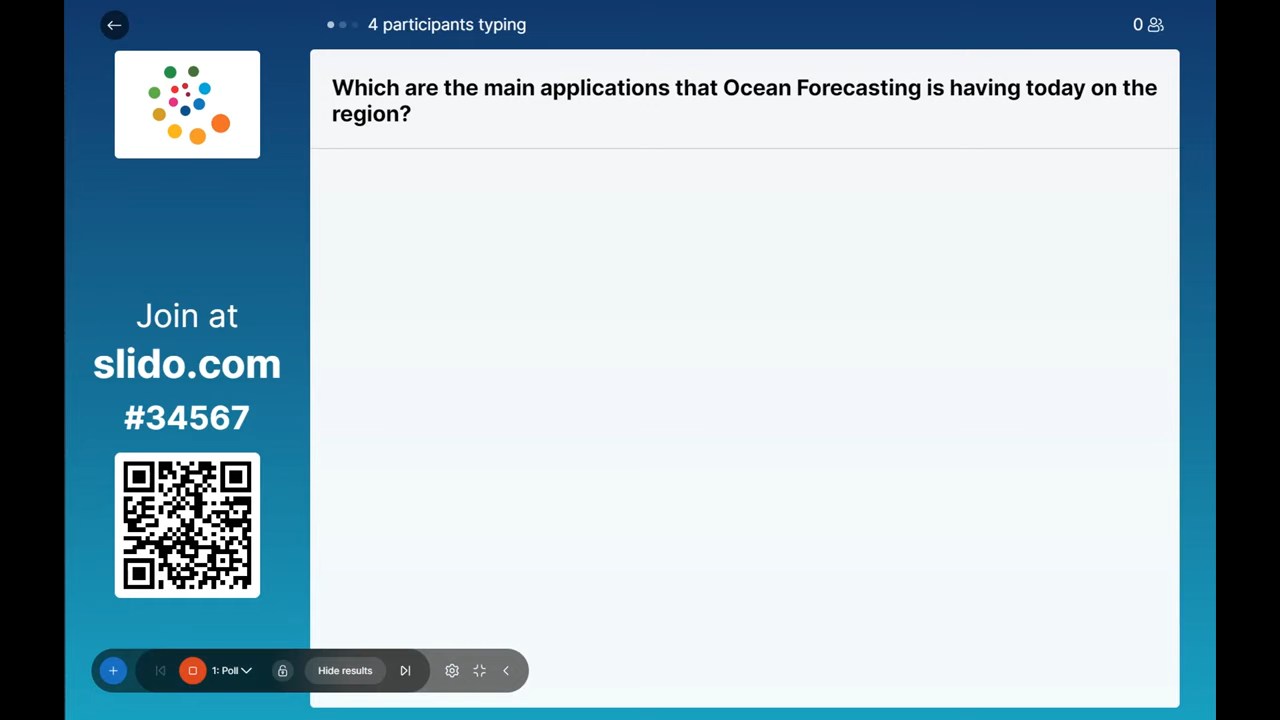 4 participants typing
0
Which are the main applications that Ocean Forecasting is having today on the
region?
Join at
slido.com
#34567
1: Poll
Hide results